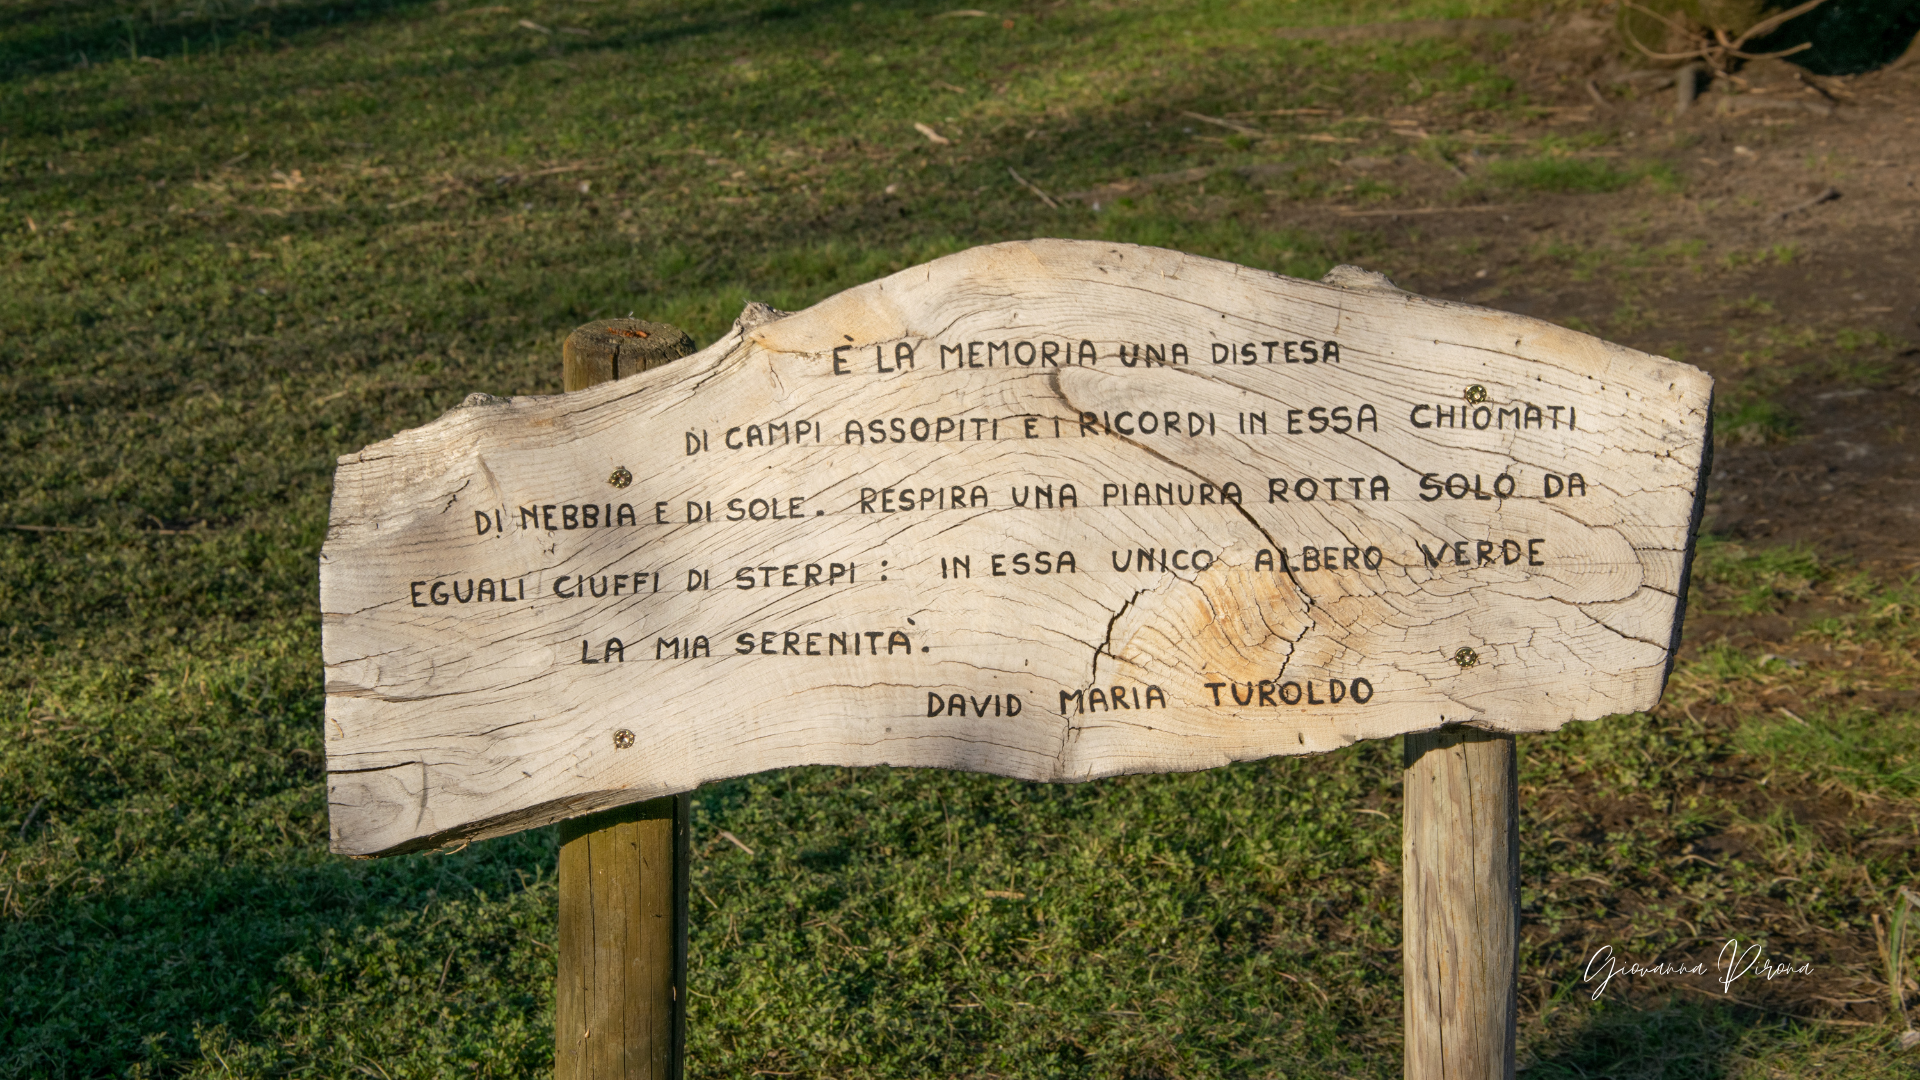 È LA MEMORIA UNA DISTESA
DI CAMPI ASSOPITI E I RICORDI IN ESSA CHIOMATI
DI NEBBIA E DI SOLE. RESPIRA UNA PIANURA ROTTA SOLO DA
EGUALI CIUFFI DI STERPI: IN ESSA UNICO ALBERO VERDE
LA MIA SERENITÀ.
DAVID MARIA TUROLDO
Giovanna Pirona